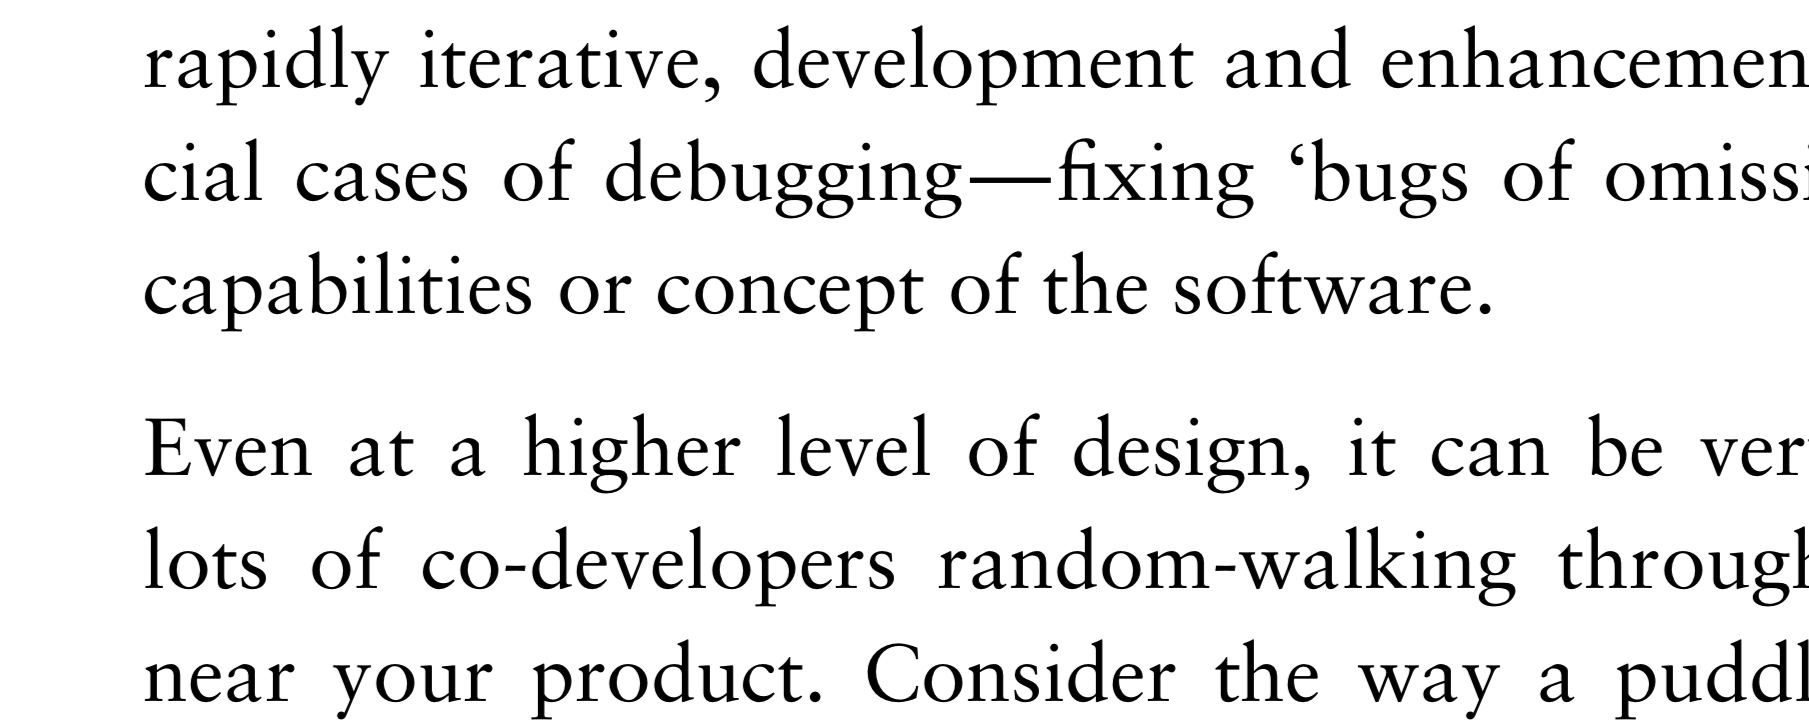 rapidly iterative, development and enhancemen
cial cases of debugging—fixing ‘bugs of omissi
capabilities or concept of the software.
Even at a higher level of design, it can be ver
lots of co-developers random-walking through
near your product. Consider the way a puddl